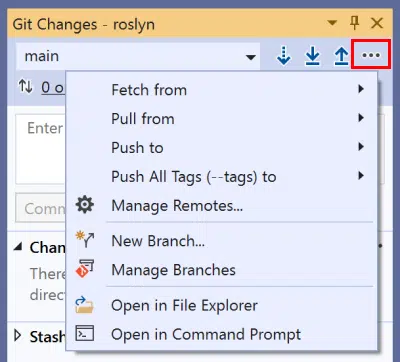 Git Changes - roslyn
main
0 o
Enter
Fetch from
Pull from
Push to
Push All Tags (--tags) to
Manage Remotes...
Comm
New Branch...
Manage Branches
Chan
There
direc
Open in File Explorer
Open in Command Prompt
Stash